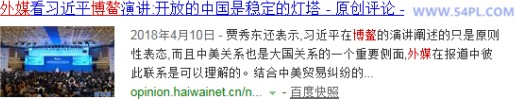 外媒看习近平博鳌演讲:开放的中国是稳定的灯塔 - 原创评论 -
www.54PL.COM
2018年4月10日 - 贾秀东还表示,习近平在博鳌的演讲阐述的只是原则
性表态,而且中美关系也是大国关系的一个重要侧面,外媒在报道中彼
此联系是可以理解的。结合中美贸易纠纷的...
opinion.haiwainet.cn/n... - 百度快照